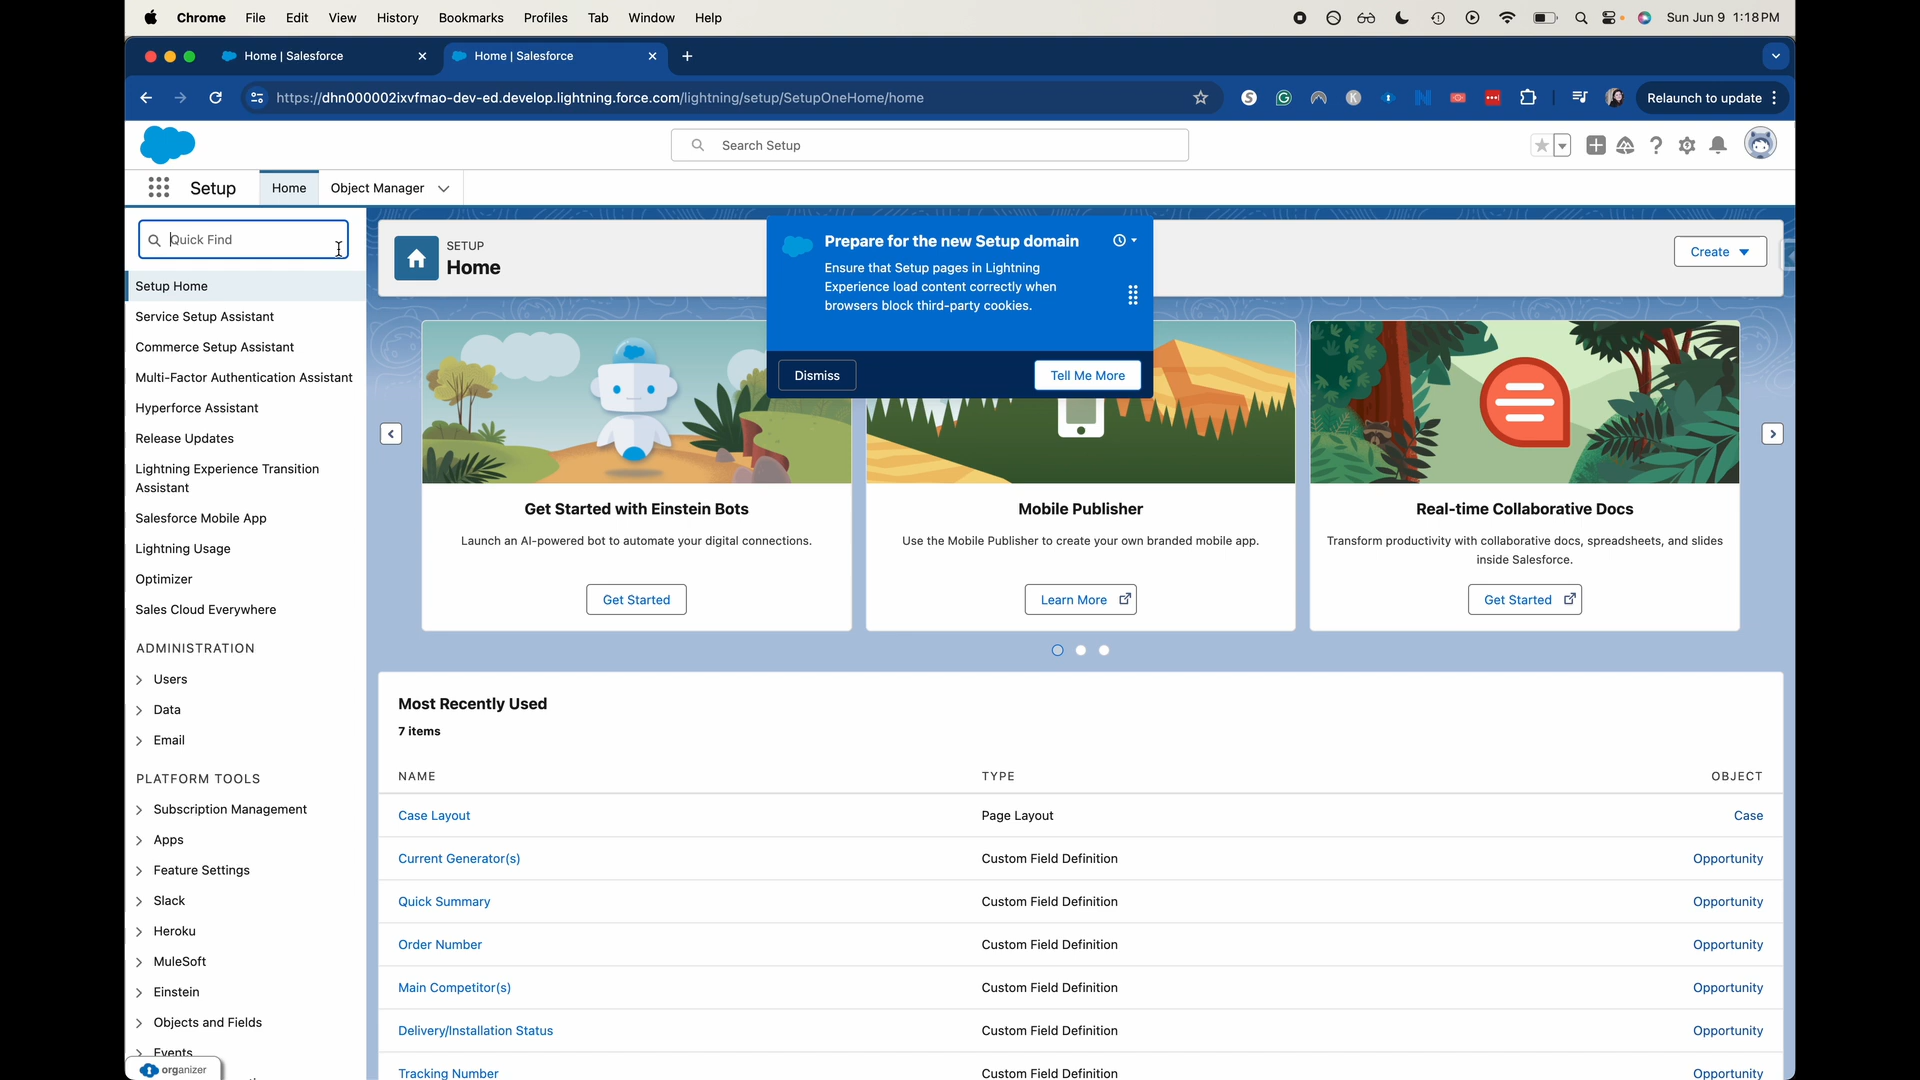 Chrome File Edit View History Bookmarks Profiles Tab Window Help Sun Jun 9 1:18 PM
Home | Salesforce Home | Salesforce
https://dhn000002ixvfmao-dev-ed.develop.lightning.force.com/lightning/setup/SetupOneHome/home Relaunch to update
Search Setup
Setup Home Object Manager
Quick Find
Setup Home
Service Setup Assistant
Commerce Setup Assistant
Multi-Factor Authentication Assistant
Hyperforce Assistant
Release Updates
Lightning Experience Transition
Assistant
Salesforce Mobile App
Lightning Usage
Optimizer
Sales Cloud Everywhere
ADMINISTRATION
Users
Data
Email
PLATFORM TOOLS
Subscription Management
Apps
Feature Settings
Slack
Heroku
MuleSoft
Einstein
Objects and Fields
Events
organizer
SETUP
Home
Create
Prepare for the new Setup domain
Ensure that Setup pages in Lightning
Experience load content correctly when
browsers block third-party cookies.
Dismiss Tell Me More
Get Started with Einstein Bots
Launch an AI-powered bot to automate your digital connections.
Get Started
Mobile Publisher
Use the Mobile Publisher to create your own branded mobile app.
Learn More
Real-time Collaborative Docs
Transform productivity with collaborative docs, spreadsheets, and slides
inside Salesforce.
Get Started
Most Recently Used
7 items
NAME TYPE OBJECT
Case Layout Page Layout Case
Current Generator(s) Custom Field Definition Opportunity
Quick Summary Custom Field Definition Opportunity
Order Number Custom Field Definition Opportunity
Main Competitor(s) Custom Field Definition Opportunity
Delivery/Installation Status Custom Field Definition Opportunity
Tracking Number Custom Field Definition Opportunity